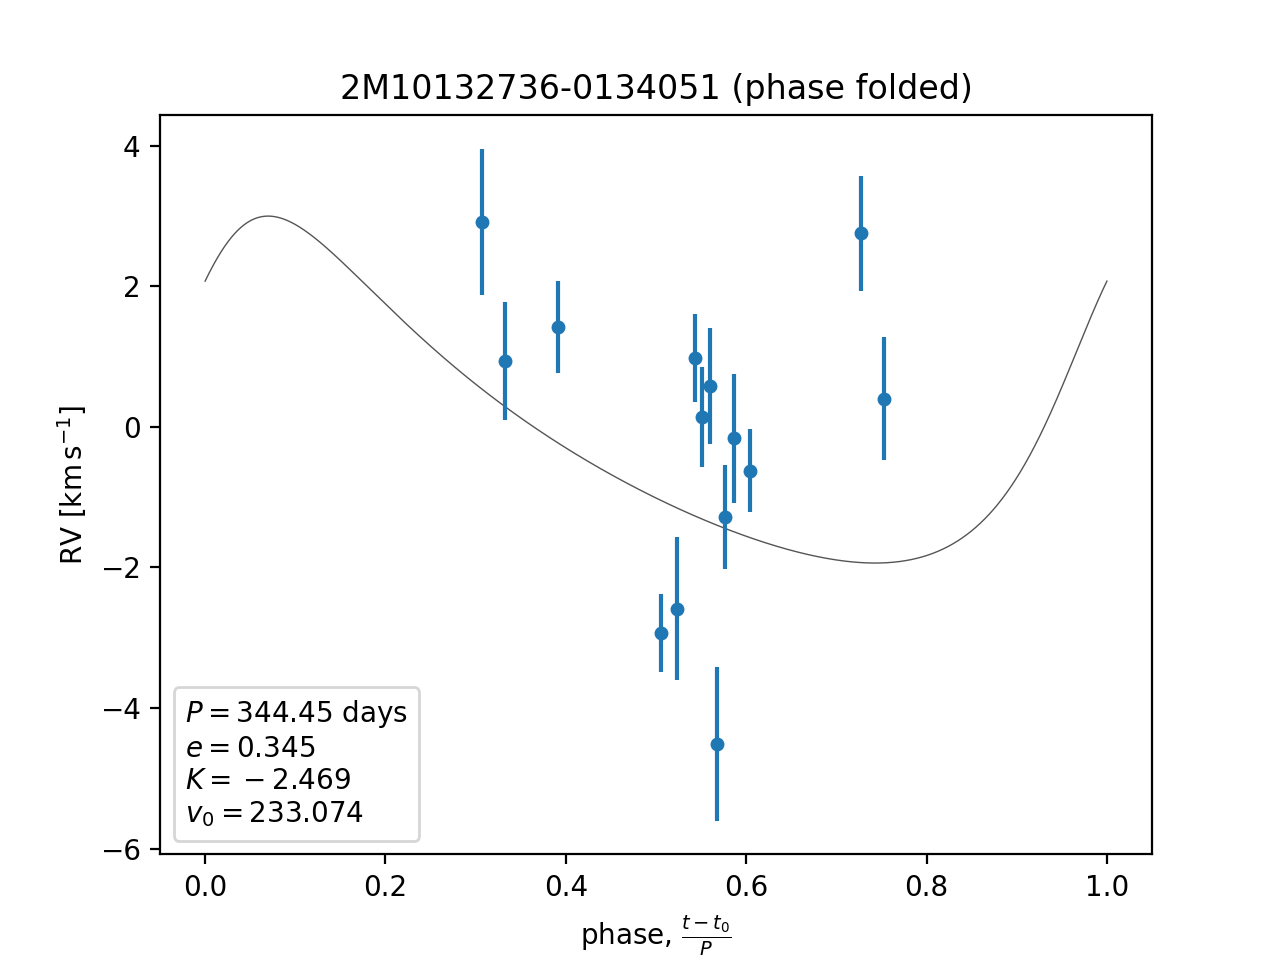 2M10132736-0134051 (phase folded)
4
2
0
−2
−4
−6
RV [km s⁻¹]
P = 344.45 days
e = 0.345
K = −2.469
v₀ = 233.074
0.0 0.2 0.4 0.6 0.8 1.0
phase, (t − t₀)/P